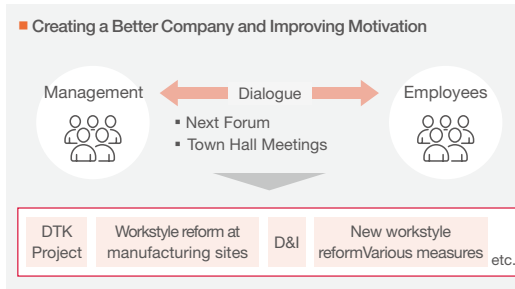 ■ Creating a Better Company and Improving Motivation
Management
Dialogue
Employees
▪ Next Forum
▪ Town Hall Meetings
DTK
Project
Workstyle reform at
manufacturing sites
D&I
New workstyle
reformVarious measures
etc.